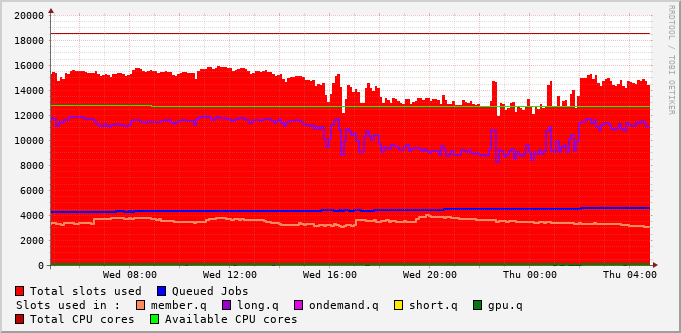 20000
18000
16000
14000
12000
10000
8000
6000
4000
2000
0
Wed 08:00 Wed 12:00 Wed 16:00 Wed 20:00 Thu 00:00 Thu 04:00
RRDTOOL / TOBI OETIKER
Total slots used Queued Jobs
Slots used in : member.q long.q ondemand.q short.q gpu.q
Total CPU cores Available CPU cores